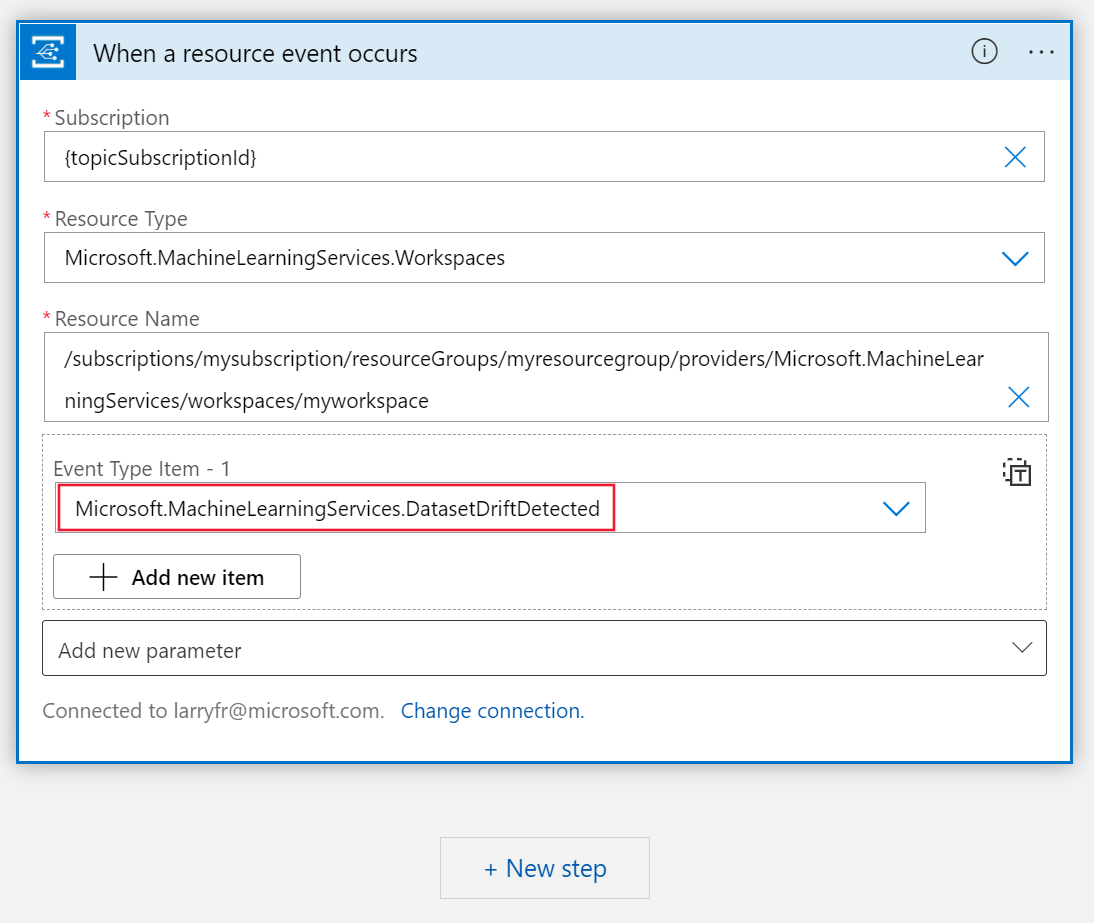 When a resource event occurs
* Subscription
{topicSubscriptionId}
* Resource Type
Microsoft.MachineLearningServices.Workspaces
* Resource Name
/subscriptions/mysubscription/resourceGroups/myresourcegroup/providers/Microsoft.MachineLear
ningServices/workspaces/myworkspace
Event Type Item - 1
Microsoft.MachineLearningServices.DatasetDriftDetected
Add new item
Add new parameter
Connected to larryfr@microsoft.com. Change connection.
+ New step